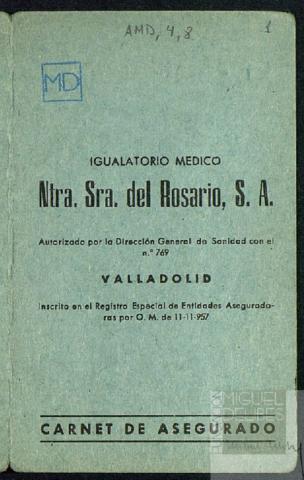 AMD, 4, 8
1
MD
IGUALATORIO MEDICO
Ntra. Sra. del Rosario, S. A.
Autorizado por la Dirección General de Sanidad con el
n.º 769
VALLADOLID
Inscrito en el Registro Especial de Entidades Asegurado-
ras por O. M. de 11-11-957
FUNDACIÓN
MIGUEL
DELIBES
CARNET DE ASEGURADO